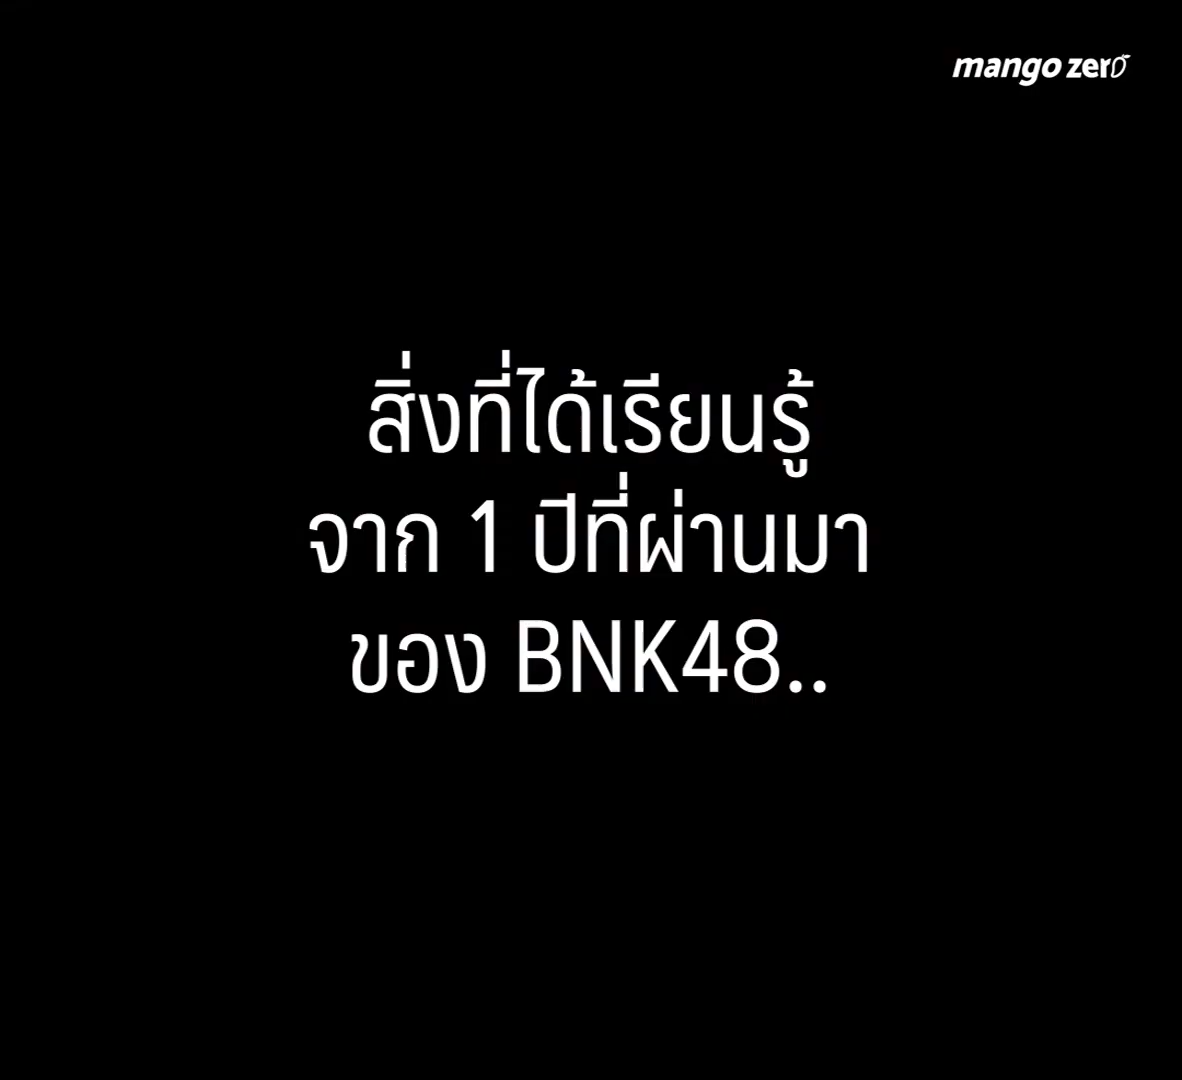 mango zero
สิ่งที่ได้เรียนรู้
จาก 1 ปีที่ผ่านมา
ของ BNK48..